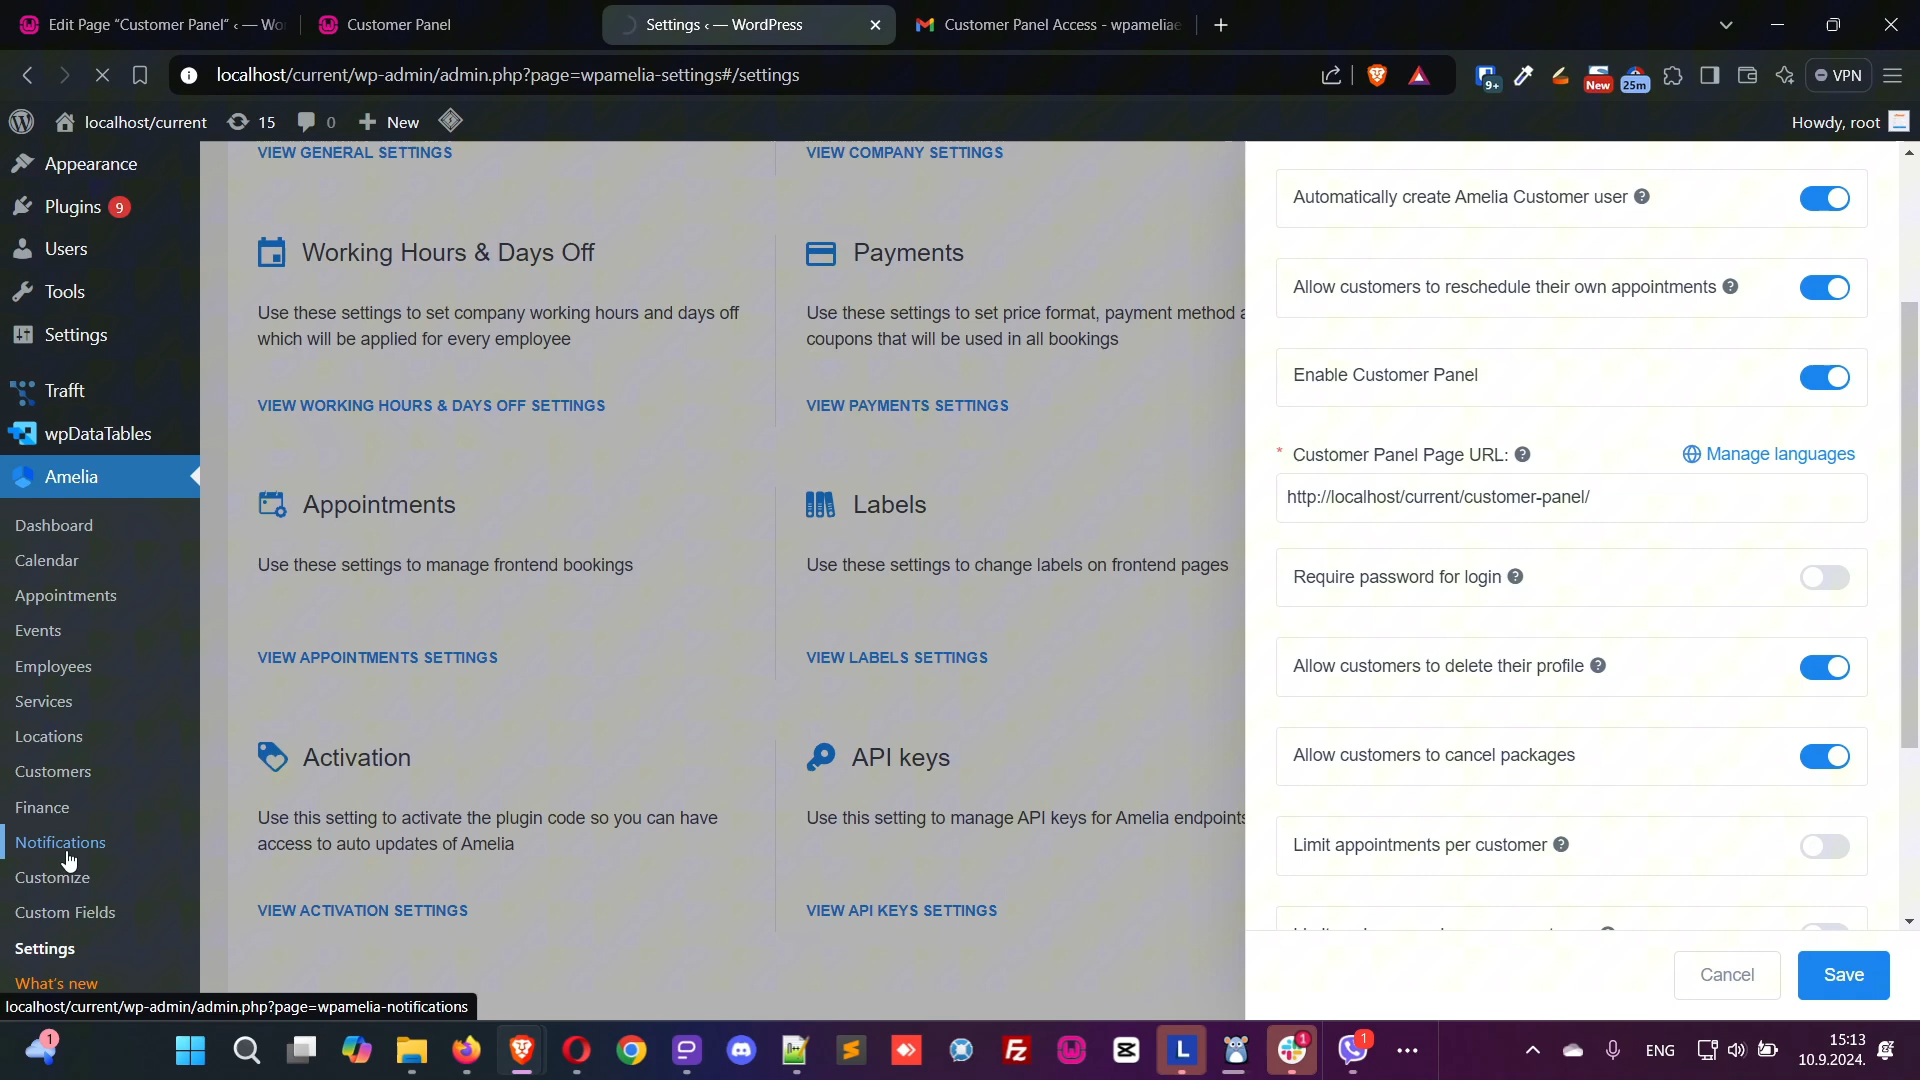 Edit Page “Customer Panel” ‹ — Wo
Customer Panel
Settings ‹ — WordPress
Customer Panel Access - wpameliae
localhost/current/wp-admin/admin.php?page=wpamelia-settings#/settings
9+
New
25m
VPN
localhost/current
15
0
New
Howdy, root
Appearance
Plugins 9
Users
Tools
Settings
Trafft
wpDataTables
Amelia
Dashboard
Calendar
Appointments
Events
Employees
Services
Locations
Customers
Finance
Notifications
Customize
Custom Fields
Settings
What's new
localhost/current/wp-admin/admin.php?page=wpamelia-notifications
VIEW GENERAL SETTINGS
VIEW COMPANY SETTINGS
Working Hours & Days Off
Use these settings to set company working hours and days off
which will be applied for every employee
VIEW WORKING HOURS & DAYS OFF SETTINGS
Payments
Use these settings to set price format, payment method a
coupons that will be used in all bookings
VIEW PAYMENTS SETTINGS
Appointments
Use these settings to manage frontend bookings
VIEW APPOINTMENTS SETTINGS
Labels
Use these settings to change labels on frontend pages
VIEW LABELS SETTINGS
Activation
Use this setting to activate the plugin code so you can have
access to auto updates of Amelia
VIEW ACTIVATION SETTINGS
API keys
Use this setting to manage API keys for Amelia endpoints
VIEW API KEYS SETTINGS
Automatically create Amelia Customer user
Allow customers to reschedule their own appointments
Enable Customer Panel
* Customer Panel Page URL:
Manage languages
http://localhost/current/customer-panel/
Require password for login
Allow customers to delete their profile
Allow customers to cancel packages
Limit appointments per customer
Cancel
Save
1
L
1
1
ENG
15:13
10.9.2024.